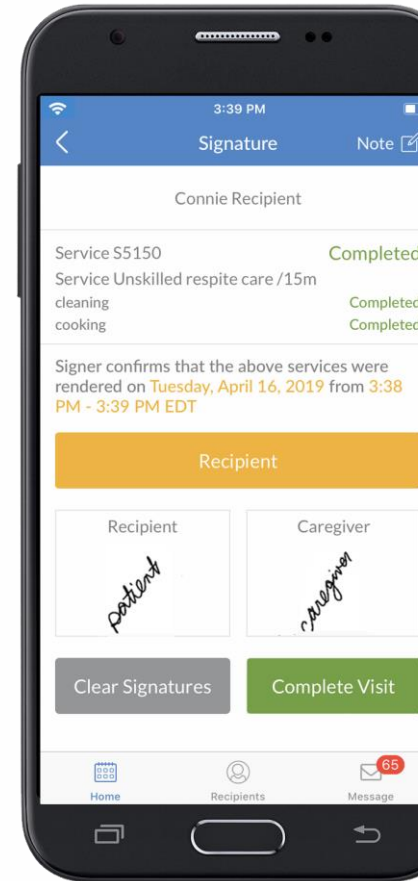 3:39 PM
Signature Note
Connie Recipient
Service S5150 Completed
Service Unskilled respite care /15m
cleaning Completed
cooking Completed
Signer confirms that the above services were
rendered on Tuesday, April 16, 2019 from 3:38
PM - 3:39 PM EDT
Recipient
Recipient Caregiver
patient caregiver
Clear Signatures Complete Visit
65
Home Recipients Message